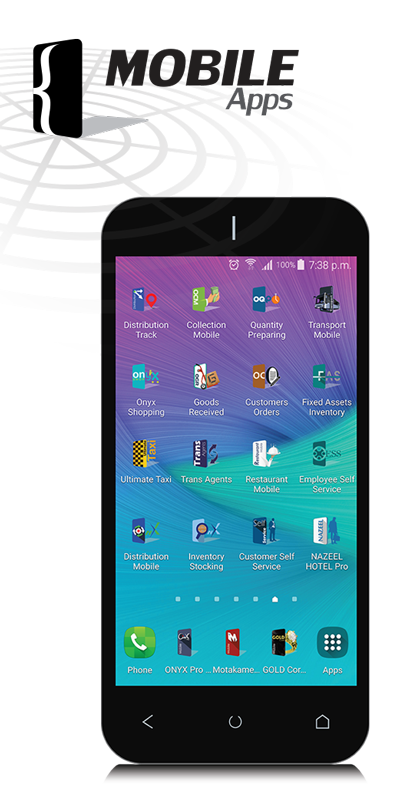 MOBILE
Apps
100% 7:38 p.m.
Distribution Track
Collection Mobile
Quantity Preparing
Transport Mobile
Onyx Shopping
Goods Received
Customers Orders
Fixed Assets Inventory
Ultimate Taxi
Trans Agents
Restaurant Mobile
Employee Self Service
Distribution Mobile
Inventory Stocking
Customer Self Service
NAZEEL HOTEL Pro
Phone
ONYX Pro ...
Motakame...
GOLD Cor...
Apps